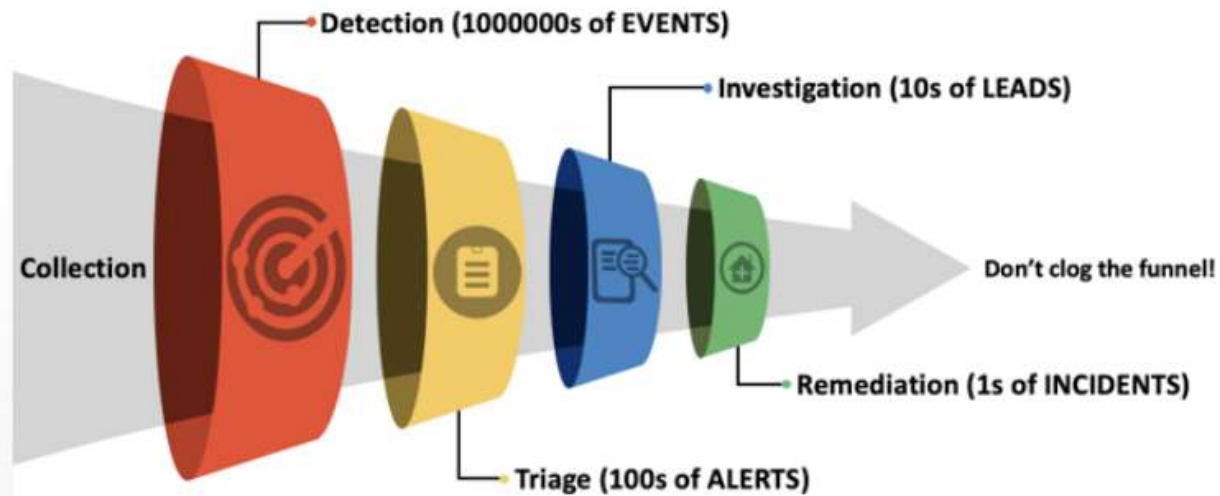 Detection (1000000s of EVENTS)
Investigation (10s of LEADS)
Collection
Don't clog the funnel!
Remediation (1s of INCIDENTS)
Triage (100s of ALERTS)